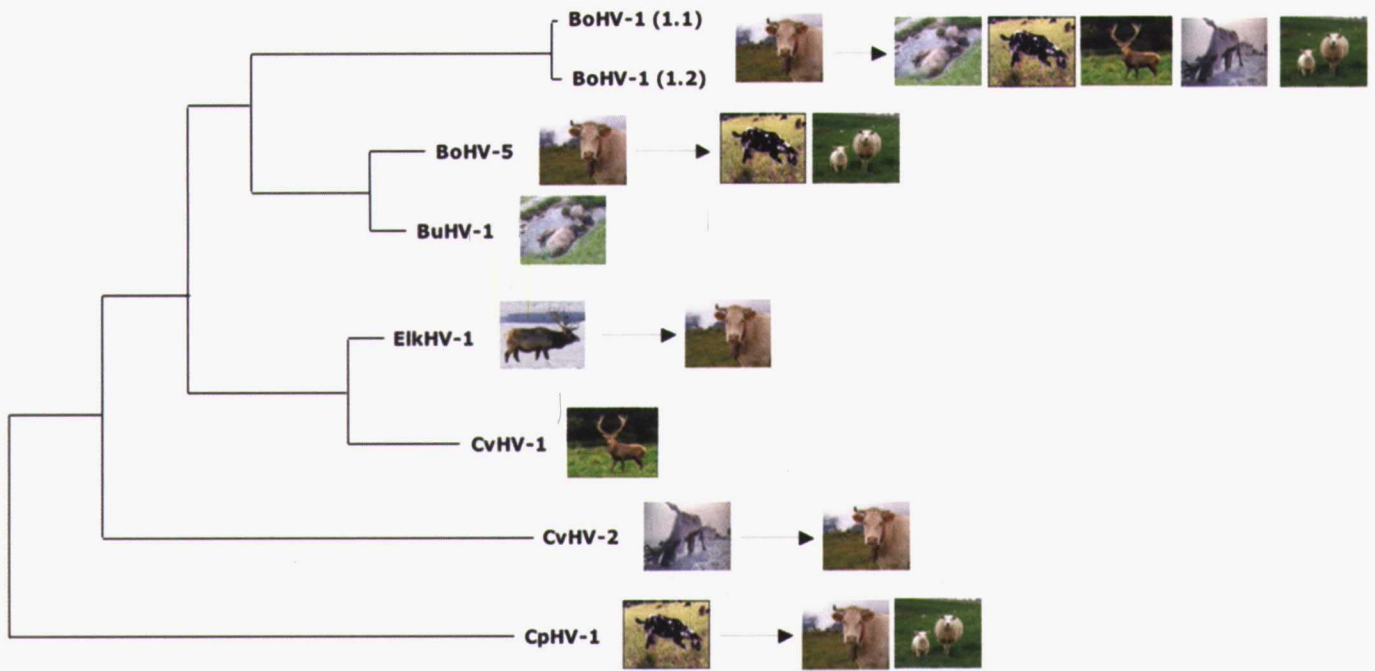 BoHV-1 (1.1)
BoHV-1 (1.2)
BoHV-5
BuHV-1
ElkHV-1
CvHV-1
CvHV-2
CpHV-1